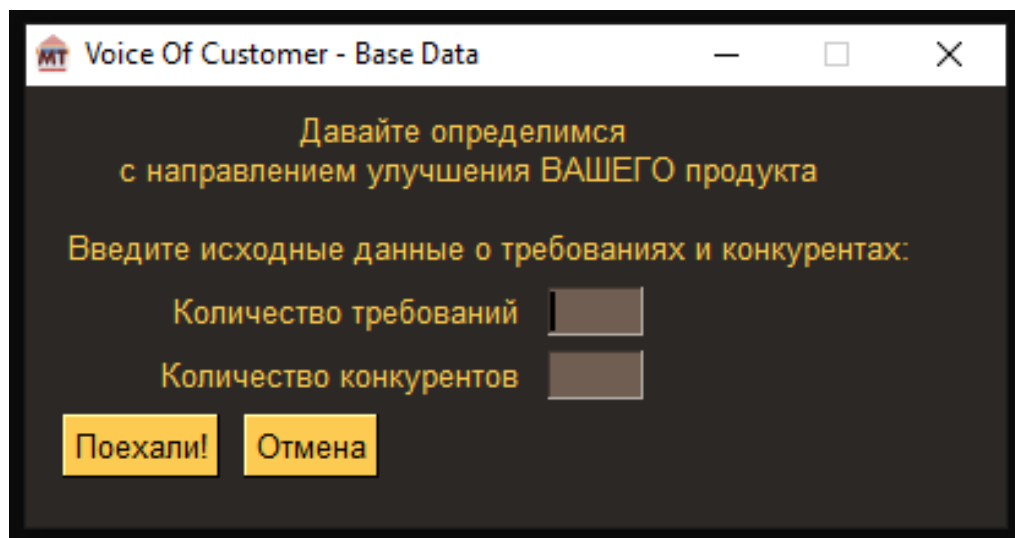 MT Voice Of Customer - Base Data
Давайте определимся
с направлением улучшения ВАШЕГО продукта
Введите исходные данные о требованиях и конкурентах:
Количество требований
Количество конкурентов
Поехали! Отмена